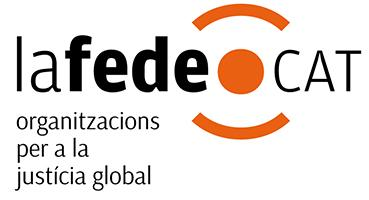 lafede.CAT
organitzacions
per a la
justícia global